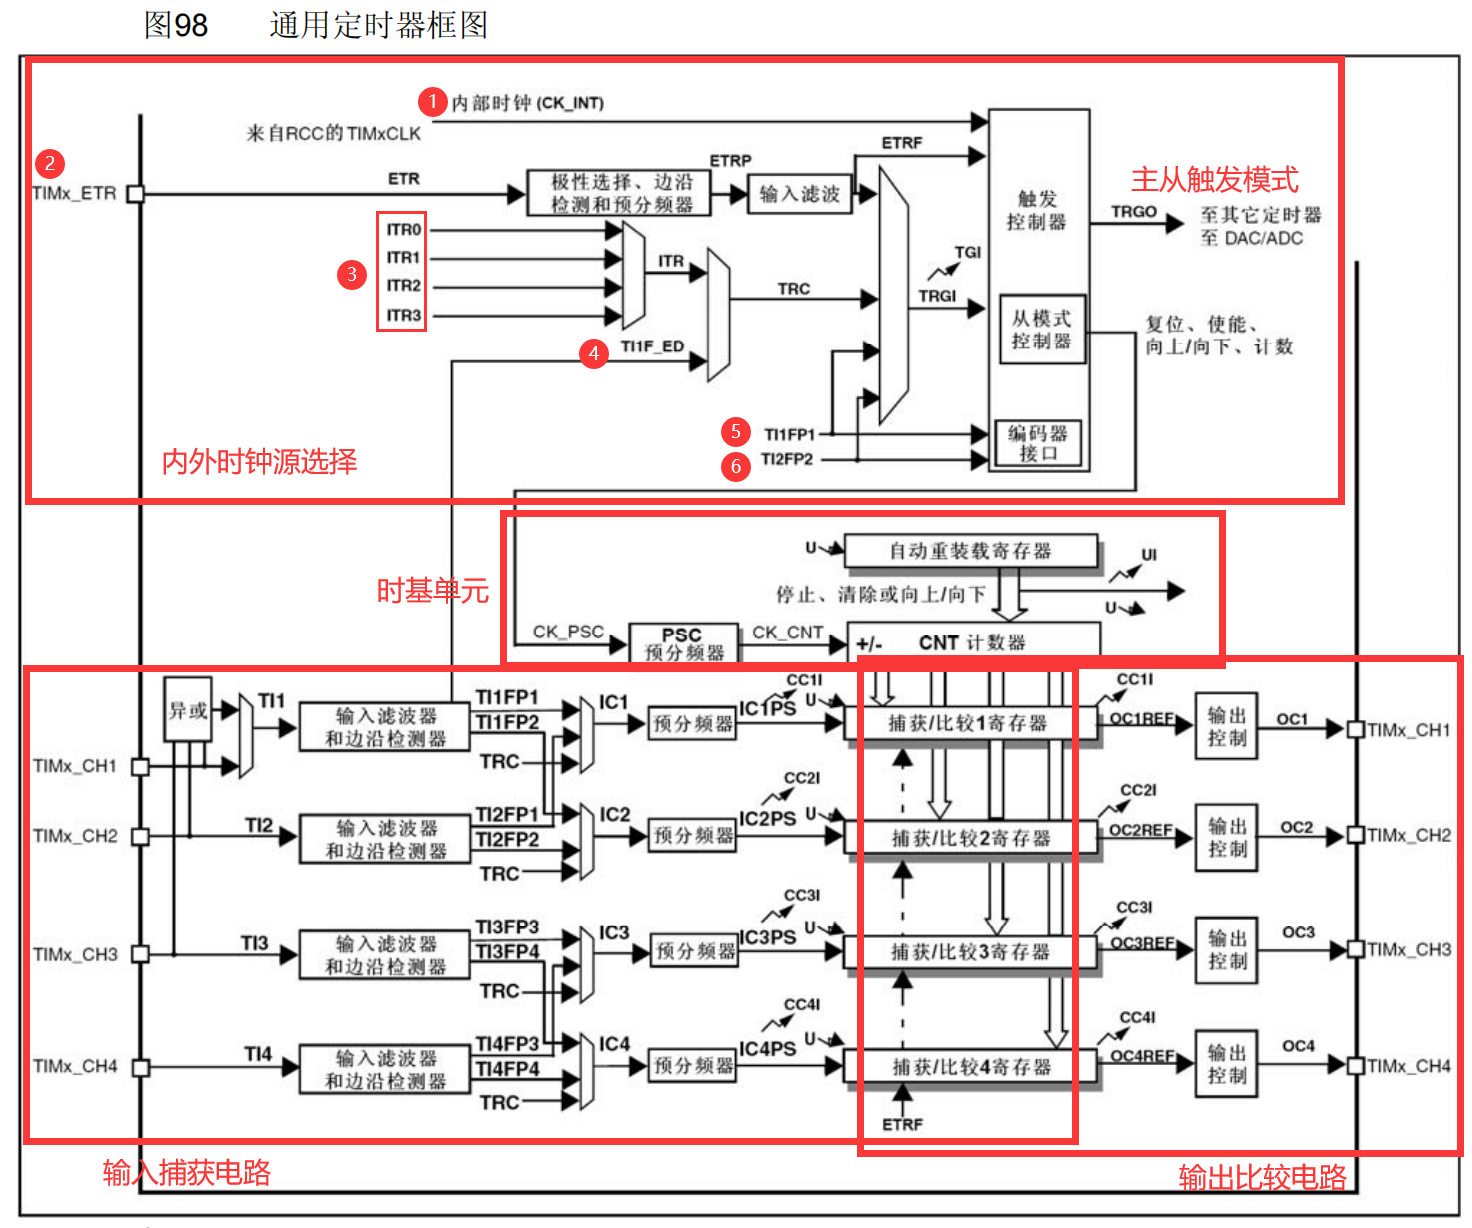 图98 通用定时器框图
1 内部时钟 (CK_INT)
来自RCC的TIMxCLK
2
TIMx_ETR
ETR
极性选择、边沿
检测和预分频器
ETRP
输入滤波
ETRF
触发
控制器
主从触发模式
TRGO
至其它定时器
至 DAC/ADC
3
ITR0
ITR1
ITR2
ITR3
ITR
TRC
TGI
TRGI
从模式
控制器
复位、使能、
向上/向下、计数
4 TI1F_ED
5 TI1FP1
6 TI2FP2
编码器
接口
内外时钟源选择
时基单元
U
自动重装载寄存器
UI
停止、清除或向上/向下
U
CK_PSC
PSC
预分频器
CK_CNT
+/- CNT 计数器
异或
TI1
TIMx_CH1
输入滤波器
和边沿检测器
TI1FP1
TI1FP2
TRC
IC1
预分频器
IC1PS
CC1I
U
捕获/比较1寄存器
CC1I
OC1REF
输出
控制
OC1
TIMx_CH1
TIMx_CH2
TI2
输入滤波器
和边沿检测器
TI2FP1
TI2FP2
TRC
IC2
预分频器
IC2PS
CC2I
U
捕获/比较2寄存器
CC2I
OC2REF
输出
控制
OC2
TIMx_CH2
TIMx_CH3
TI3
输入滤波器
和边沿检测器
TI3FP3
TI3FP4
TRC
IC3
预分频器
IC3PS
CC3I
U
捕获/比较3寄存器
CC3I
OC3REF
输出
控制
OC3
TIMx_CH3
TIMx_CH4
TI4
输入滤波器
和边沿检测器
TI4FP3
TI4FP4
TRC
IC4
预分频器
IC4PS
CC4I
U
捕获/比较4寄存器
CC4I
OC4REF
输出
控制
OC4
TIMx_CH4
ETRF
输入捕获电路
输出比较电路